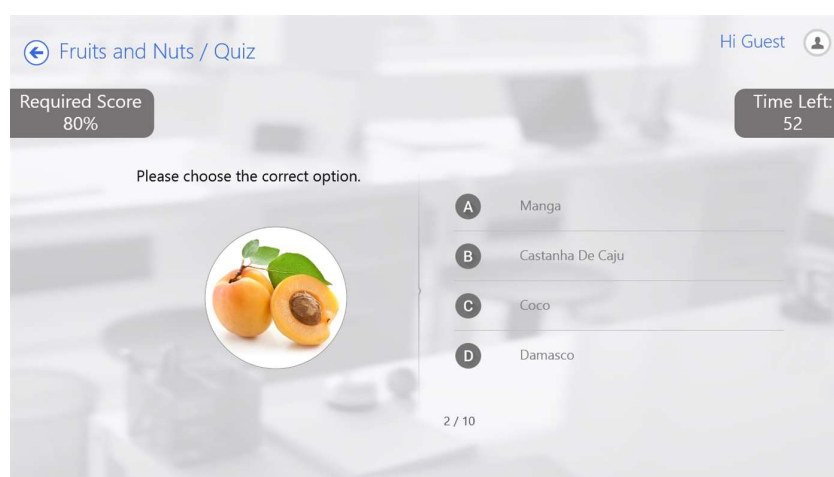 Fruits and Nuts / Quiz
Hi Guest
Required Score
80%
Time Left:
52
Please choose the correct option.
A Manga
B Castanha De Caju
C Coco
D Damasco
2 / 10